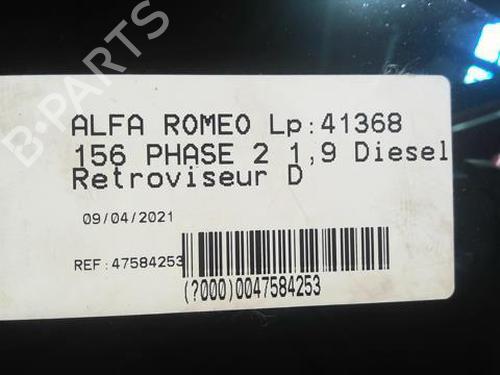 B-PARTS
ALFA ROMEO Lp:41368
156 PHASE 2 1,9 Diesel
Retroviseur D
09/04/2021
REF:47584253
(?000)0047584253